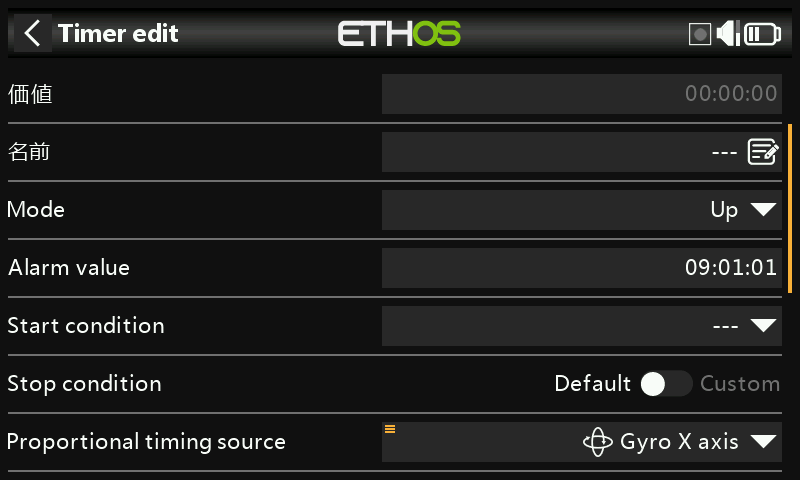 Timer edit
ETHOS
価値
00:00:00
名前
---
Mode
Up
Alarm value
09:01:01
Start condition
---
Stop condition
Default
Custom
Proportional timing source
Gyro X axis